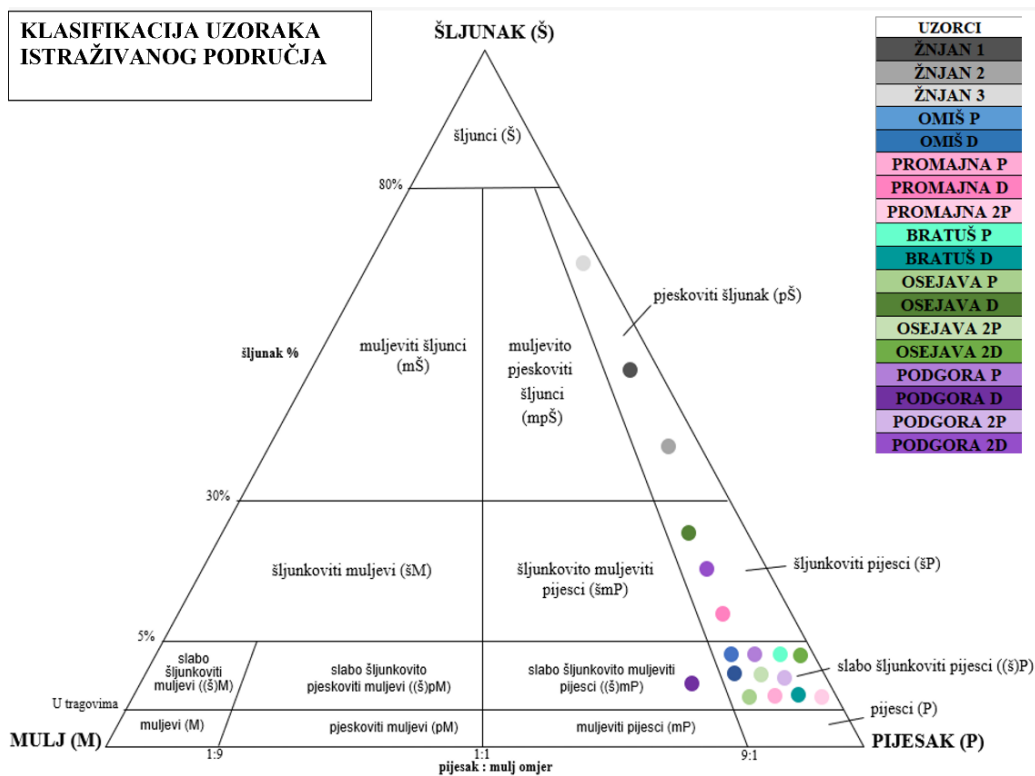 KLASIFIKACIJA UZORAKA
ISTRAŽIVANOG PODRUČJA
ŠLJUNAK (Š)
UZORCI
ŽNJAN 1
ŽNJAN 2
ŽNJAN 3
OMIŠ P
OMIŠ D
PROMAJNA P
PROMAJNA D
PROMAJNA 2P
BRATUŠ P
BRATUŠ D
OSEJAVA P
OSEJAVA D
OSEJAVA 2P
OSEJAVA 2D
PODGORA P
PODGORA D
PODGORA 2P
PODGORA 2D
šljunci (Š)
80%
pjeskoviti šljunak (pŠ)
šljunak %
muljeviti šljunci
(mŠ)
muljevito
pjeskoviti
šljunci
(mpŠ)
30%
šljunkoviti muljevi (šM)
šljunkovito muljeviti
pijesci (šmP)
šljunkoviti pijesci (šP)
5%
slabo
šljunkoviti
muljevi ((š)M)
slabo šljunkovito
pjeskoviti muljevi ((š)pM)
slabo šljunkovito muljeviti
pijesci ((š)mP)
slabo šljunkoviti pijesci ((š)P)
U tragovima
muljevi (M)
pjeskoviti muljevi (pM)
muljeviti pijesci (mP)
pijesci (P)
MULJ (M)
PIJESAK (P)
1:9
1:1
9:1
pijesak : mulj omjer